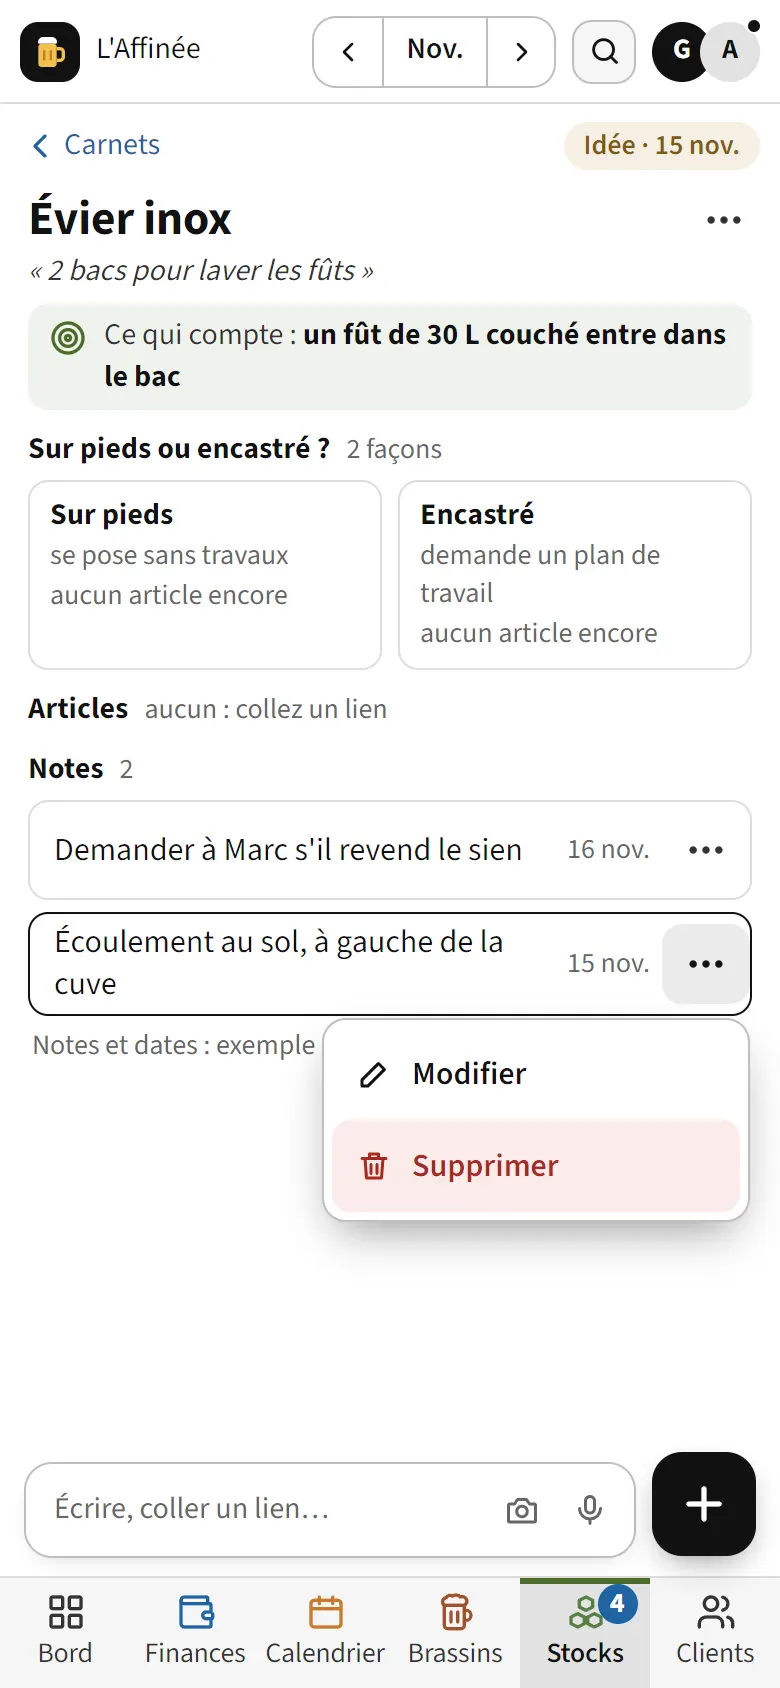 L'Affinée
Nov.
G
A
Carnets
Idée · 15 nov.
Évier inox
« 2 bacs pour laver les fûts »
Ce qui compte : un fût de 30 L couché entre dans
le bac
Sur pieds ou encastré ? 2 façons
Sur pieds
se pose sans travaux
aucun article encore
Encastré
demande un plan de
travail
aucun article encore
Articles aucun : collez un lien
Notes 2
Demander à Marc s'il revend le sien 16 nov.
Écoulement au sol, à gauche de la
cuve
15 nov.
Notes et dates : exemple
Modifier
Supprimer
Écrire, coller un lien…
Bord
Finances
Calendrier
Brassins
4
Stocks
Clients